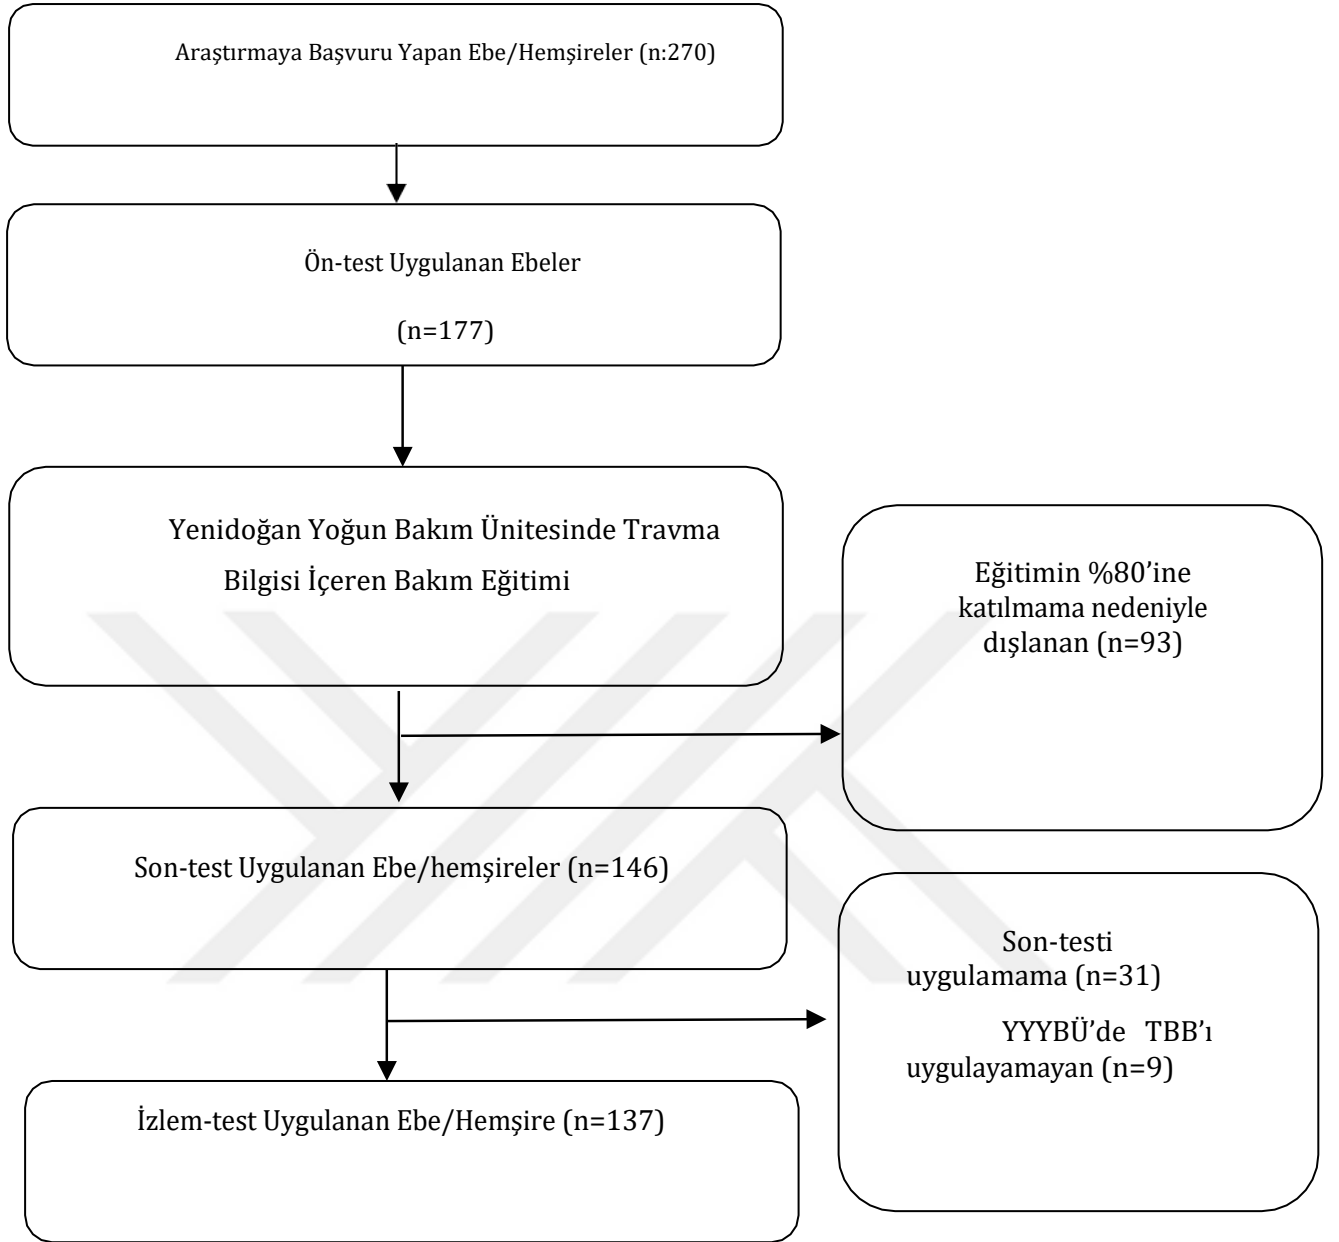 Araştırmaya Başvuru Yapan Ebe/Hemşireler (n:270)
Ön-test Uygulanan Ebeler
(n=177)
Yenidoğan Yoğun Bakım Ünitesinde Travma
Bilgisi İçeren Bakım Eğitimi
Eğitimin %80’ine
katılmama nedeniyle
dışlanan (n=93)
Son-test Uygulanan Ebe/hemşireler (n=146)
Son-testi
uygulamama (n=31)
YYYBÜ’de TBB’ı
uygulayamayan (n=9)
İzlem-test Uygulanan Ebe/Hemşire (n=137)